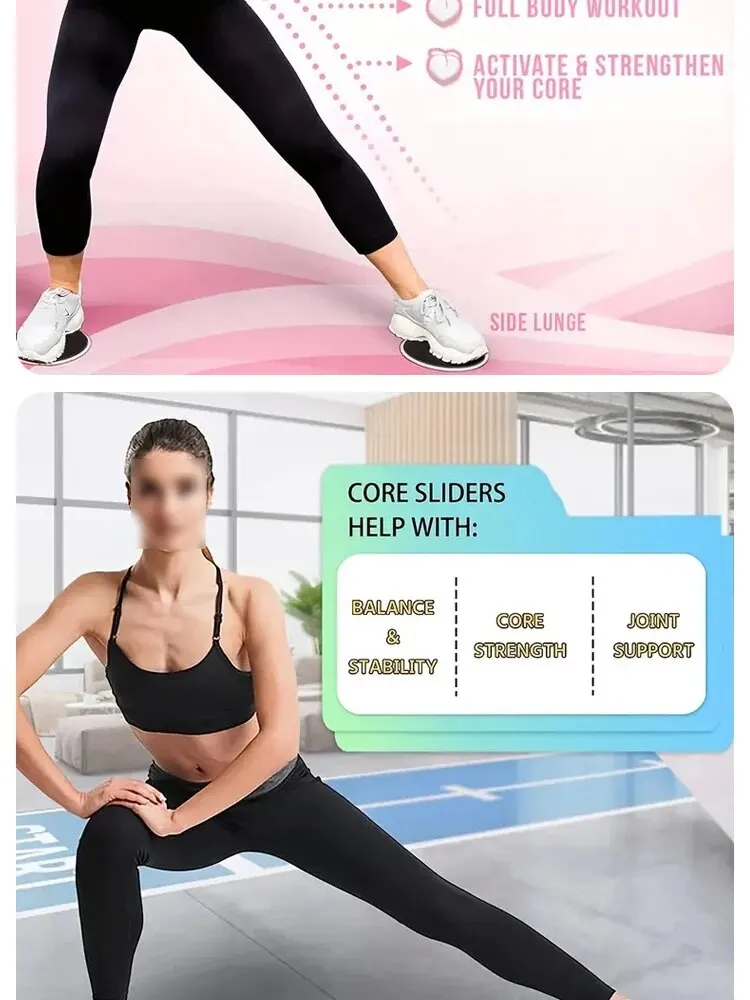 FULL BODY WORKOUT
ACTIVATE & STRENGTHEN
YOUR CORE
SIDE LUNGE
CORE SLIDERS
HELP WITH:
BALANCE
&
STABILITY
CORE
STRENGTH
JOINT
SUPPORT